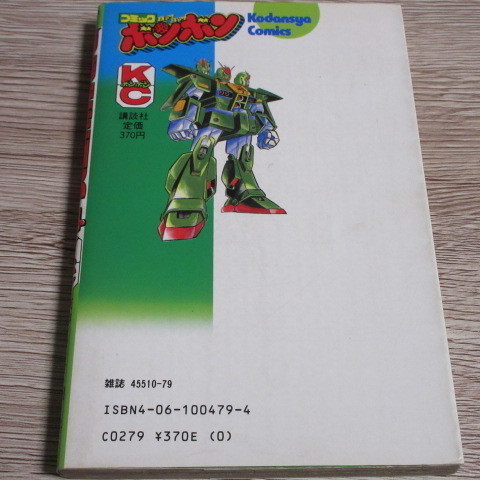 コミック
ボンボン
Kodansya
Comics
KC
講談社
定価
370円
雑誌 45510-79
ISBN4-06-100479-4
C0279 ¥370E (0)